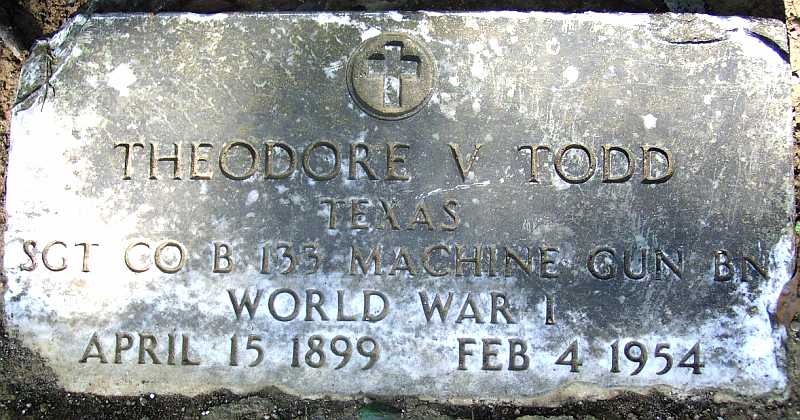 THEODORE V TODD
TEXAS
SGT CO B 133 MACHINE GUN BN
WORLD WAR I
APRIL 15 1899 FEB 4 1954